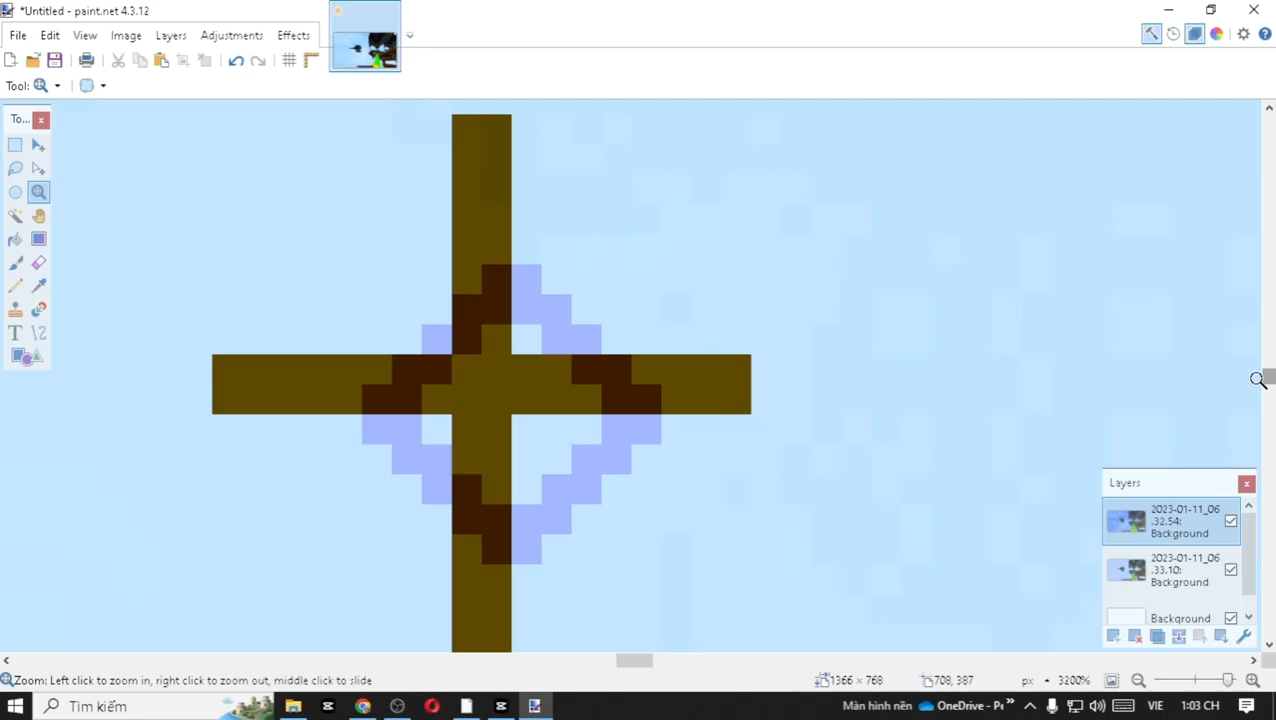 *Untitled - paint.net 4.3.12
File Edit View Image Layers Adjustments Effects
Tool:
To...
T
Layers
2023-01-11_06
.32.54:
Background
2023-01-11_06
.33.10:
Background
Background
Zoom: Left click to zoom in, right click to zoom out, middle click to slide
1366 × 768
708, 387
px
3200%
Tìm kiếm
Màn hình nền
OneDrive - Pe
VIE
1:03 CH